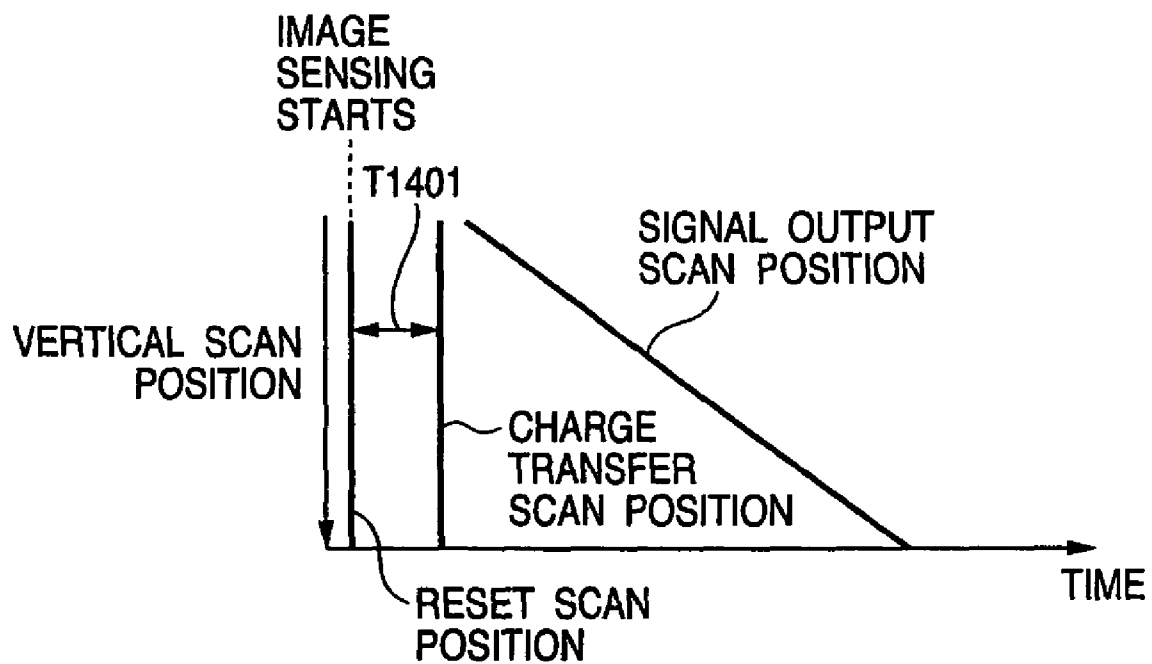 IMAGE
SENSING
STARTS
T1401
SIGNAL OUTPUT
SCAN POSITION
VERTICAL SCAN
POSITION
CHARGE
TRANSFER
SCAN POSITION
TIME
RESET SCAN
POSITION